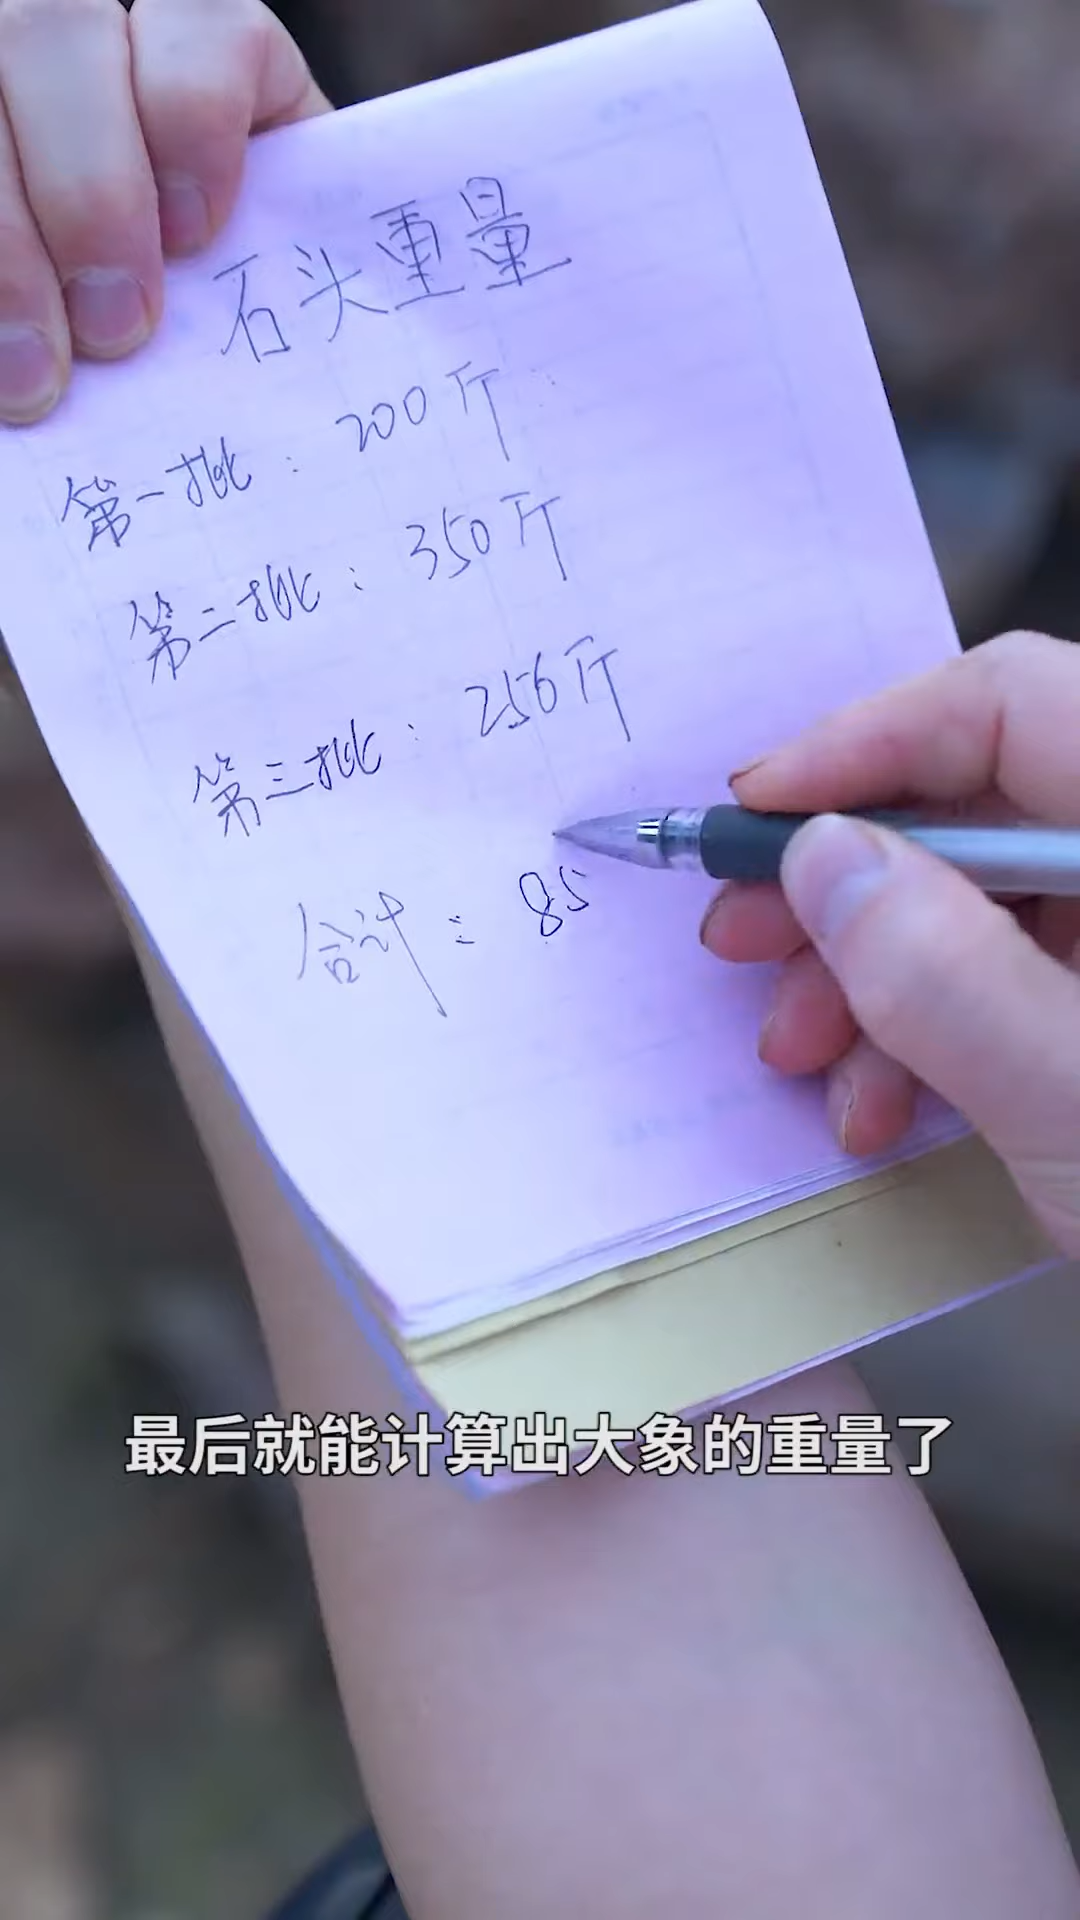 石头重量
第一批：200斤
第二批：350斤
第三批：256斤
合计：85
最后就能计算出大象的重量了